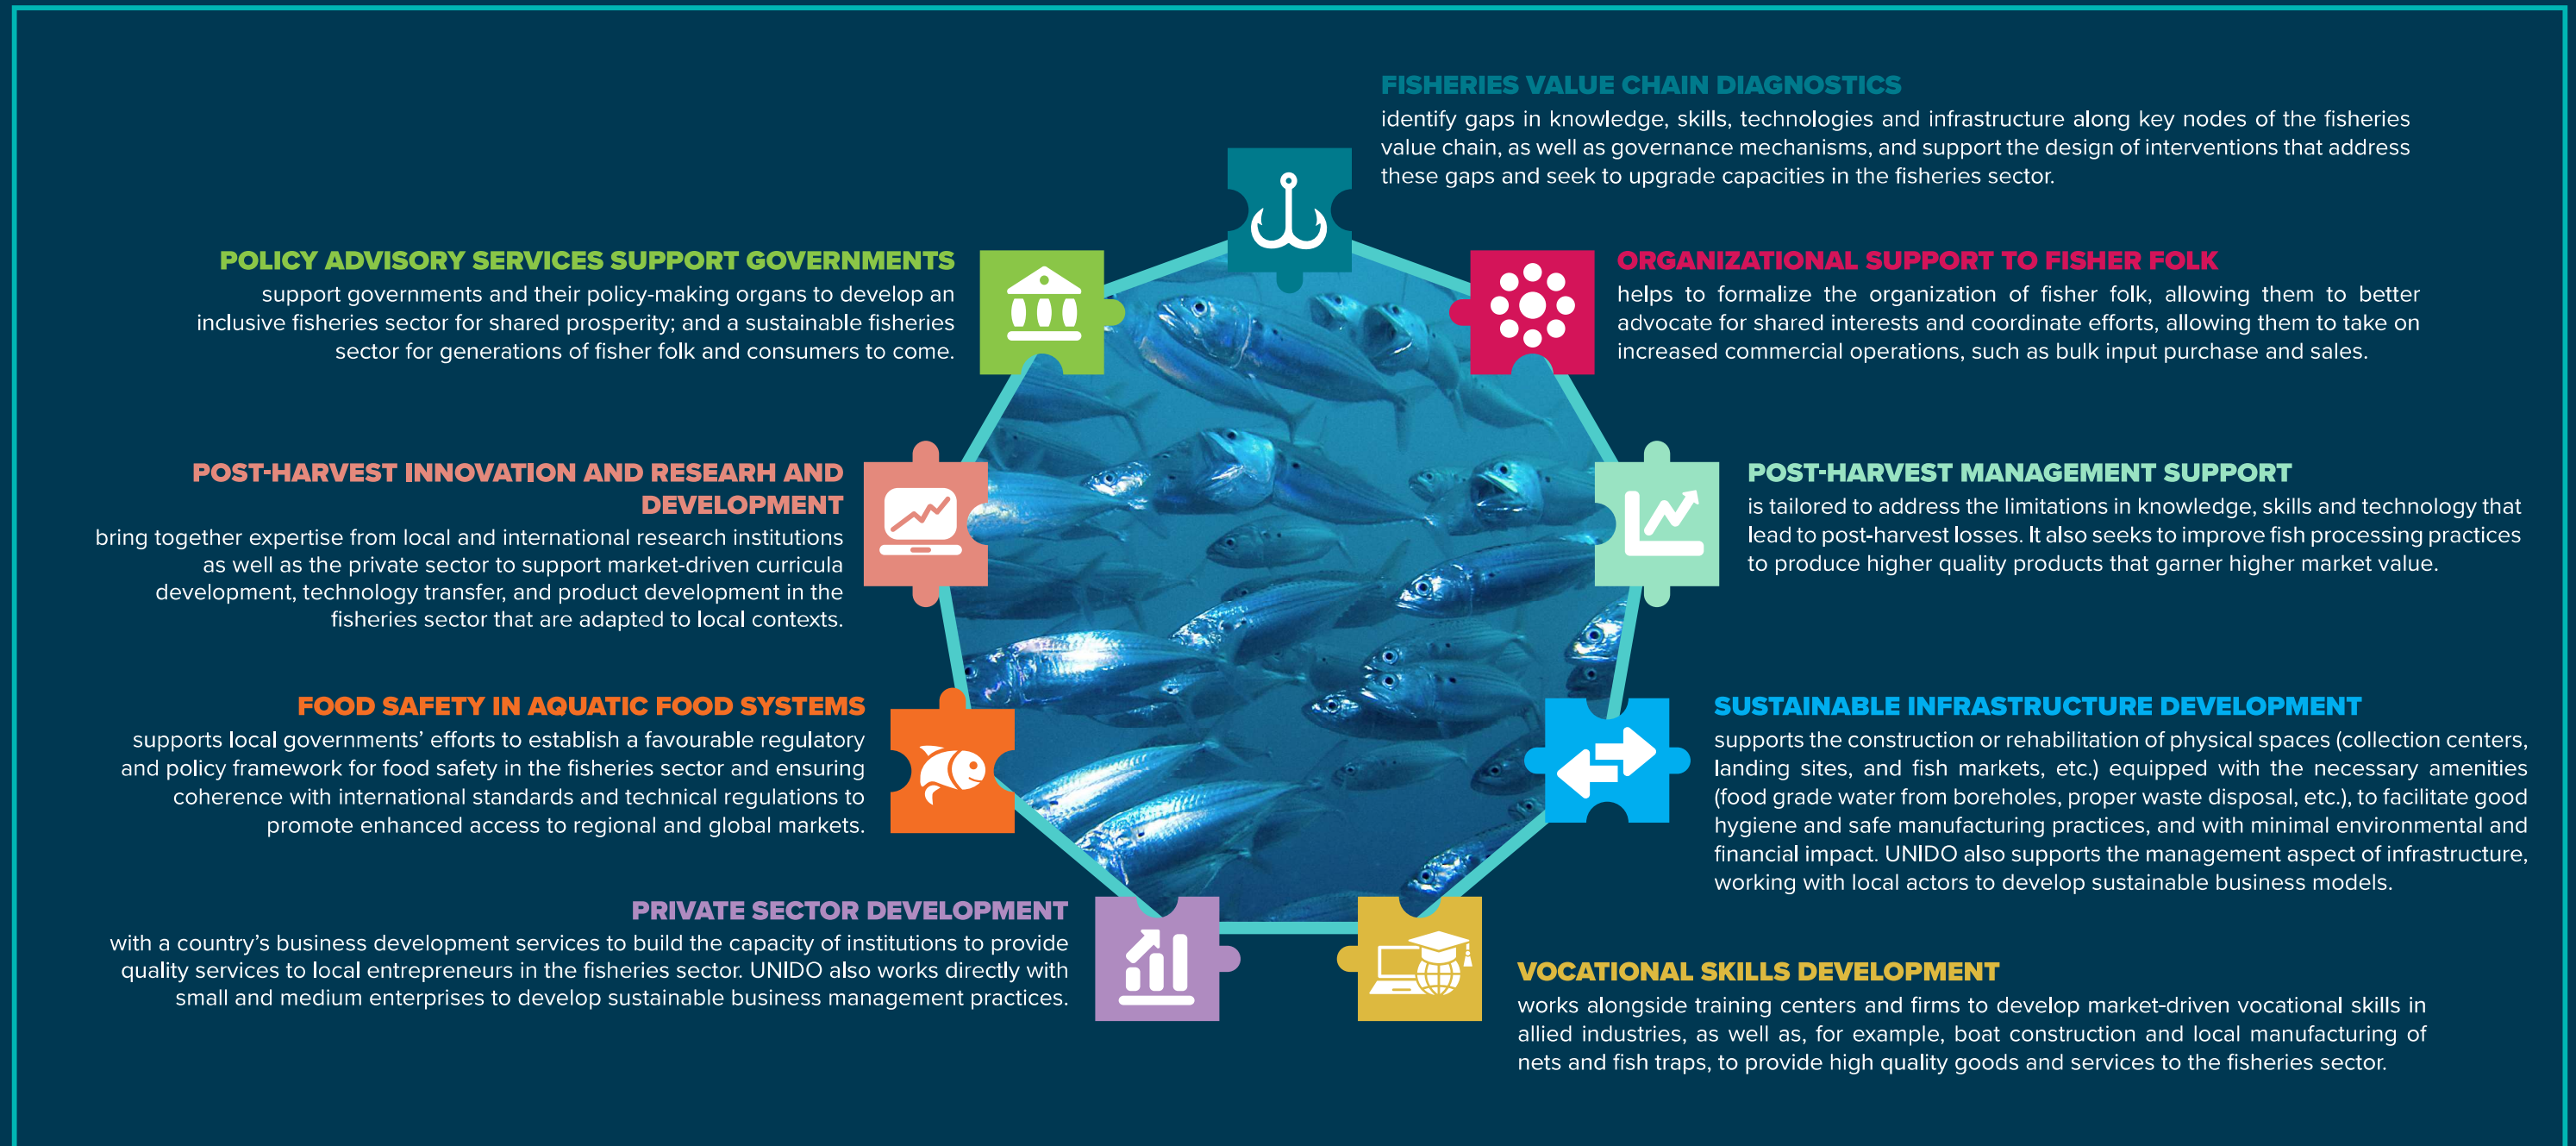 FISHERIES VALUE CHAIN DIAGNOSTICS
identify gaps in knowledge, skills, technologies and infrastructure along key nodes of the fisheries
value chain, as well as governance mechanisms, and support the design of interventions that address
these gaps and seek to upgrade capacities in the fisheries sector.
POLICY ADVISORY SERVICES SUPPORT GOVERNMENTS
support governments and their policy-making organs to develop an
inclusive fisheries sector for shared prosperity; and a sustainable fisheries
sector for generations of fisher folk and consumers to come.
ORGANIZATIONAL SUPPORT TO FISHER FOLK
helps to formalize the organization of fisher folk, allowing them to better
advocate for shared interests and coordinate efforts, allowing them to take on
increased commercial operations, such as bulk input purchase and sales.
POST-HARVEST INNOVATION AND RESEARH AND
DEVELOPMENT
bring together expertise from local and international research institutions
as well as the private sector to support market-driven curricula
development, technology transfer, and product development in the
fisheries sector that are adapted to local contexts.
POST-HARVEST MANAGEMENT SUPPORT
is tailored to address the limitations in knowledge, skills and technology that
lead to post-harvest losses. It also seeks to improve fish processing practices
to produce higher quality products that garner higher market value.
FOOD SAFETY IN AQUATIC FOOD SYSTEMS
supports local governments' efforts to establish a favourable regulatory
and policy framework for food safety in the fisheries sector and ensuring
coherence with international standards and technical regulations to
promote enhanced access to regional and global markets.
SUSTAINABLE INFRASTRUCTURE DEVELOPMENT
supports the construction or rehabilitation of physical spaces (collection centers,
landing sites, and fish markets, etc.) equipped with the necessary amenities
(food grade water from boreholes, proper waste disposal, etc.), to facilitate good
hygiene and safe manufacturing practices, and with minimal environmental and
financial impact. UNIDO also supports the management aspect of infrastructure,
working with local actors to develop sustainable business models.
PRIVATE SECTOR DEVELOPMENT
with a country's business development services to build the capacity of institutions to provide
quality services to local entrepreneurs in the fisheries sector. UNIDO also works directly with
small and medium enterprises to develop sustainable business management practices.
VOCATIONAL SKILLS DEVELOPMENT
works alongside training centers and firms to develop market-driven vocational skills in
allied industries, as well as, for example, boat construction and local manufacturing of
nets and fish traps, to provide high quality goods and services to the fisheries sector.